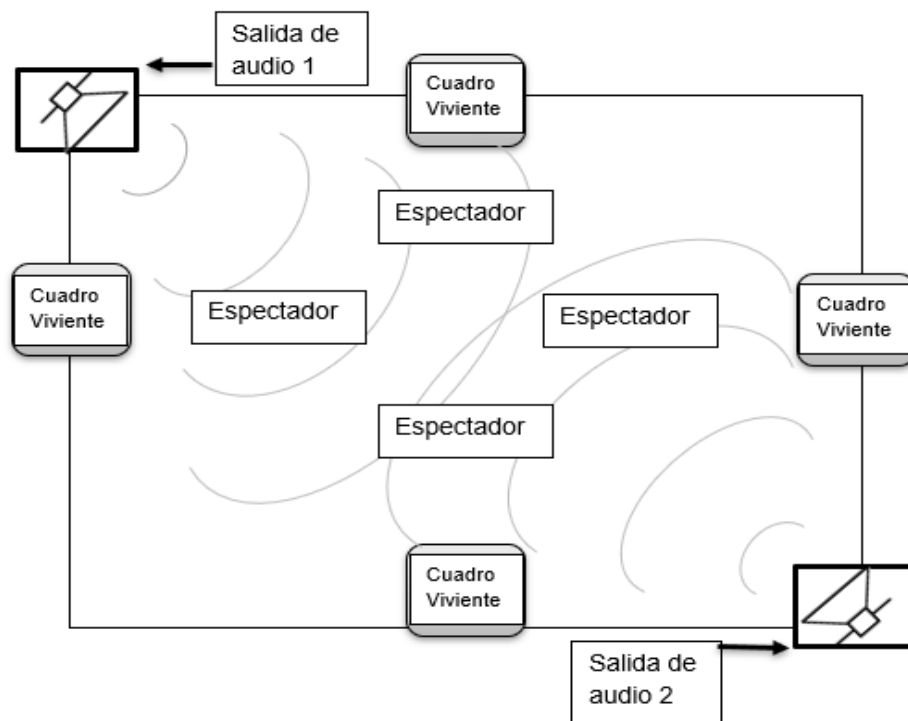 Salida de
audio 1
Cuadro
Viviente
Espectador
Cuadro
Viviente
Espectador
Espectador
Cuadro
Viviente
Espectador
Cuadro
Viviente
Salida de
audio 2